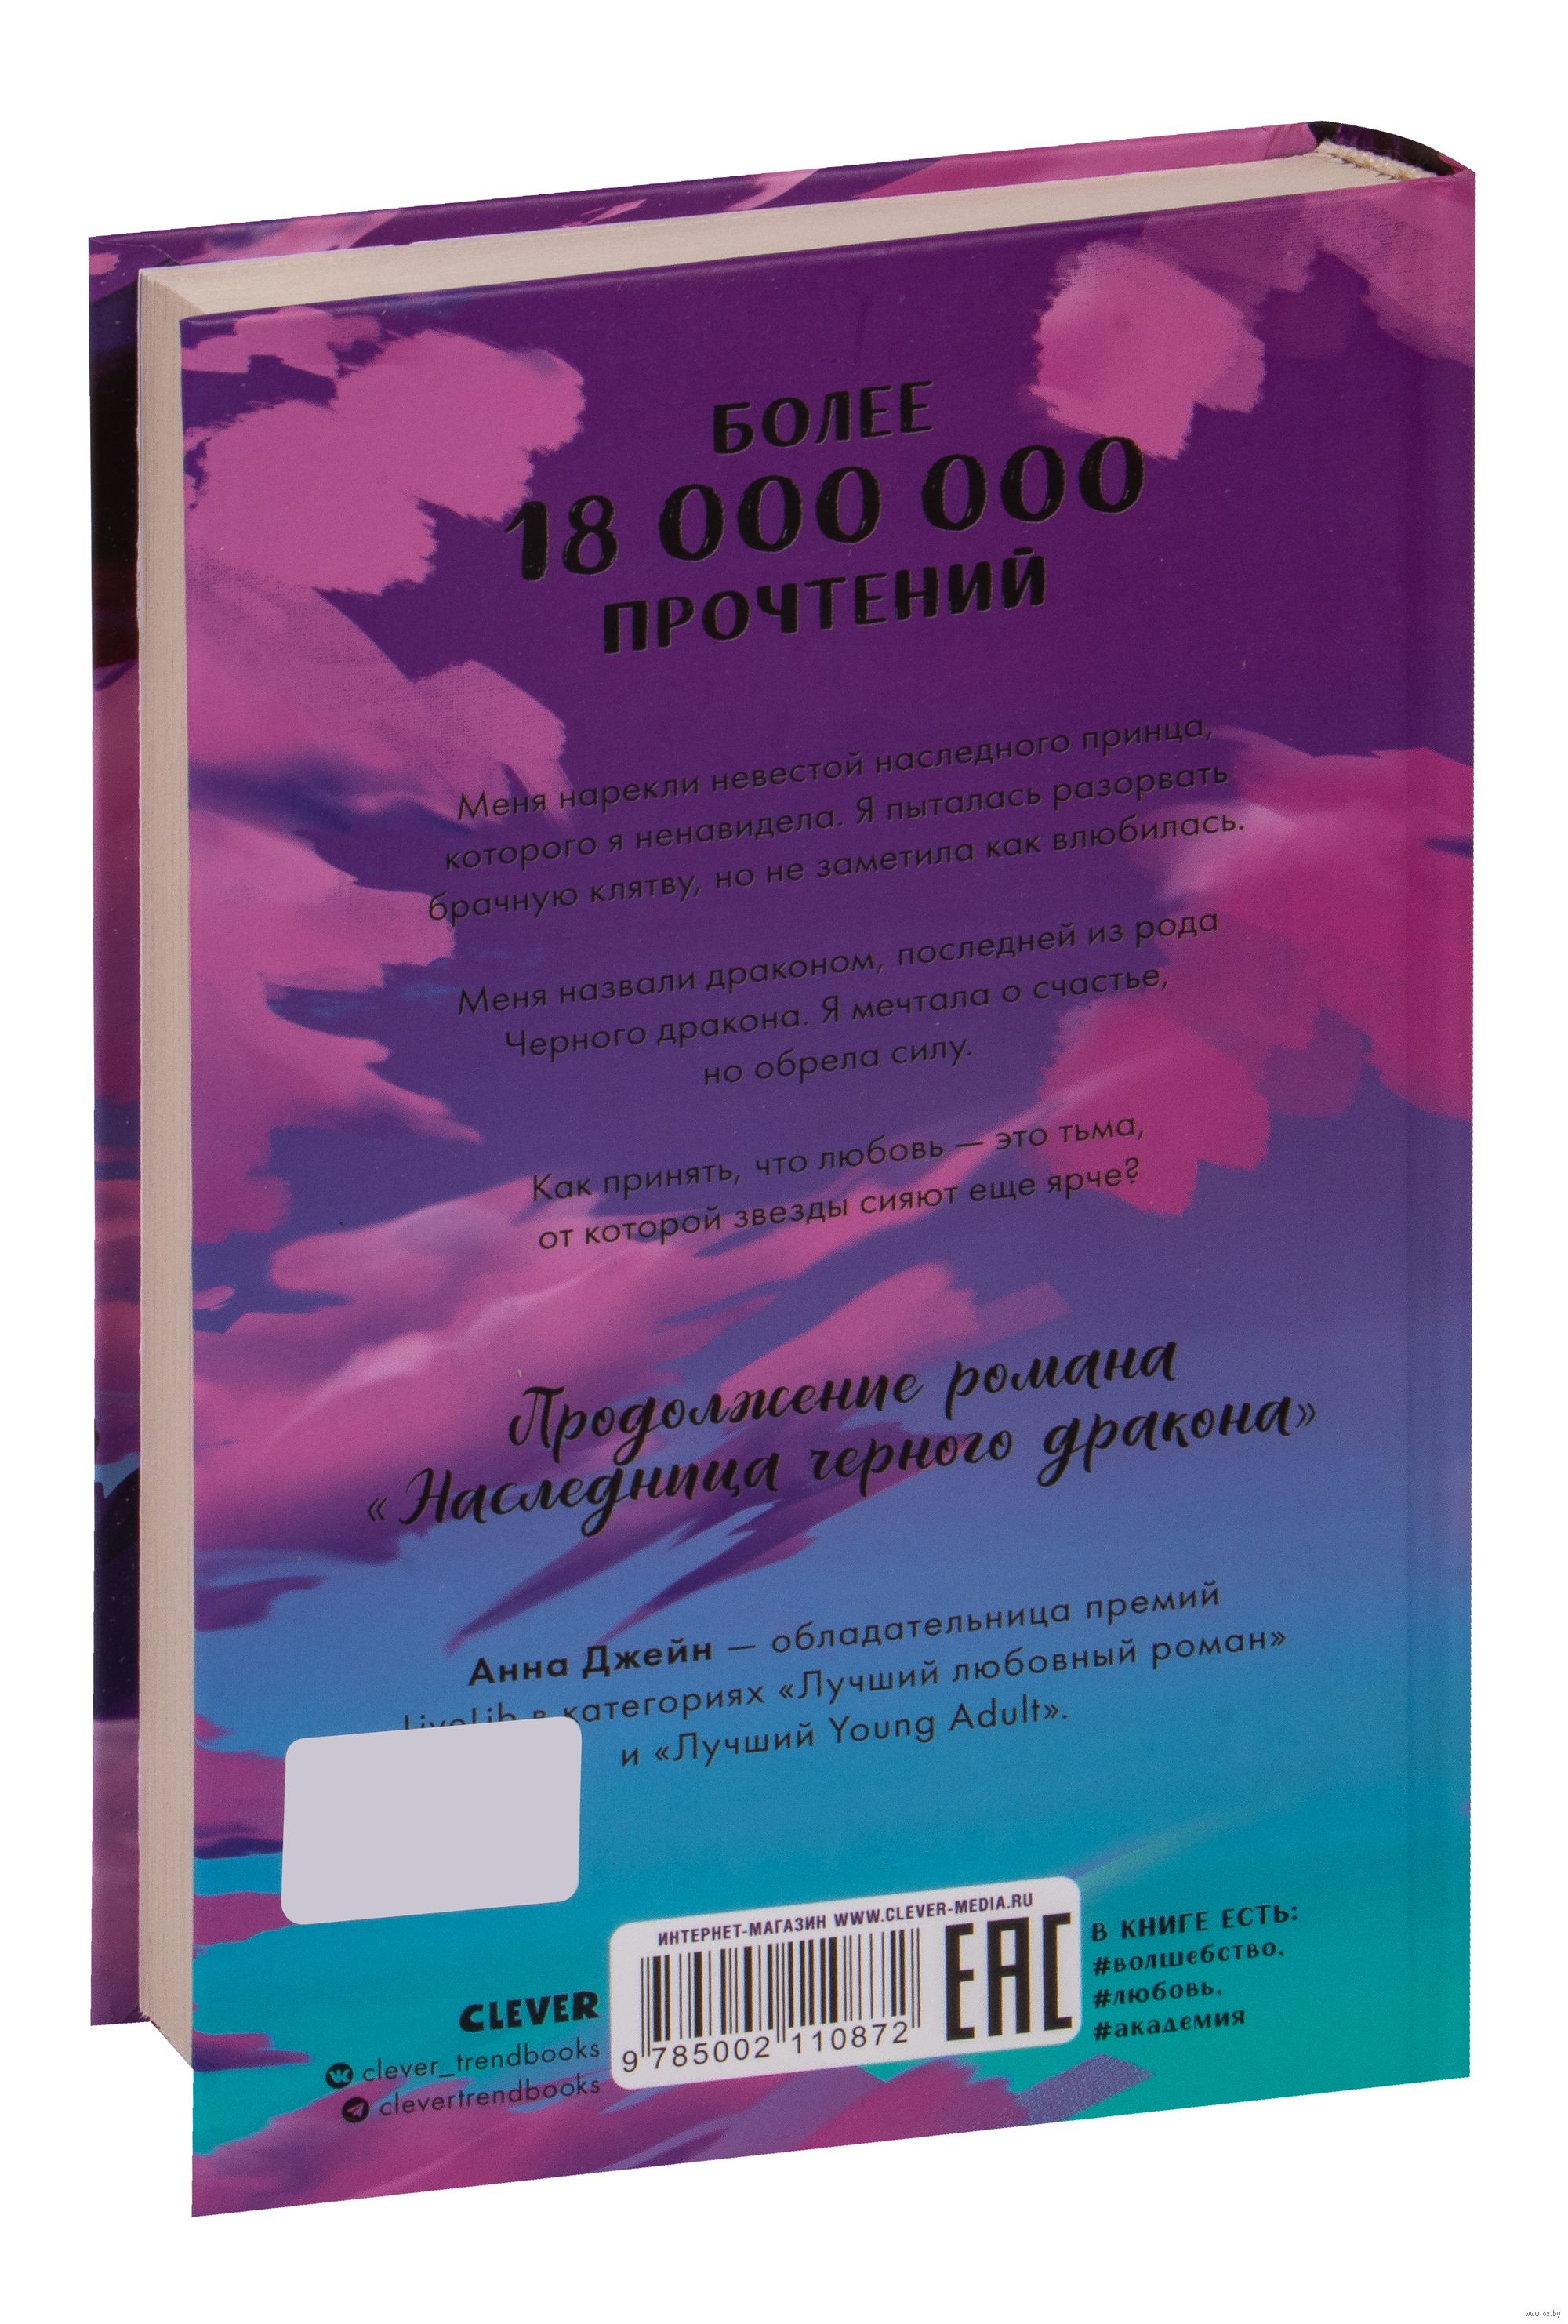 БОЛЕЕ
18 000 000
ПРОЧТЕНИЙ
Меня нарекли невестой наследного принца,
которого я ненавидела. Я пыталась разорвать
брачную клятву, но не заметила как влюбилась.
Меня назвали драконом, последней из рода
Черного дракона. Я мечтала о счастье,
но обрела силу.
Как принять, что любовь — это тьма,
от которой звезды сияют еще ярче?
Продолжение романа
«Наследница черного дракона»
Анна Джейн — обладательница премий
LiveLib в категориях «Лучший любовный роман»
и «Лучший Young Adult».
CLEVER
clever_trendbooks
clevertrendbooks
ИНТЕРНЕТ-МАГАЗИН WWW.CLEVER-MEDIA.RU
9 785002 110872
EAC
В КНИГЕ ЕСТЬ:
#волшебство,
#любовь,
#академия
www.oz.by